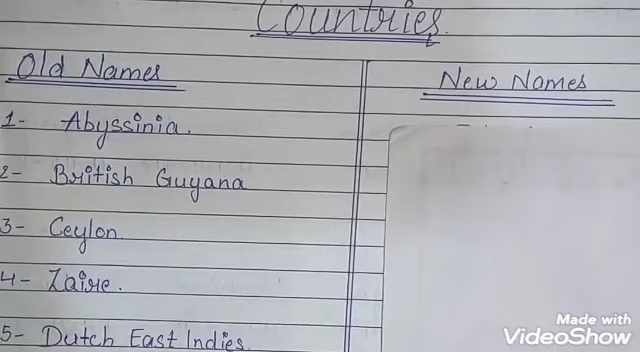 Countries.
Old Names
New Names
1- Abyssinia.
2- British Guyana
3- Ceylon
4- Zaire.
5- Dutch East Indies
Made with
VideoShow